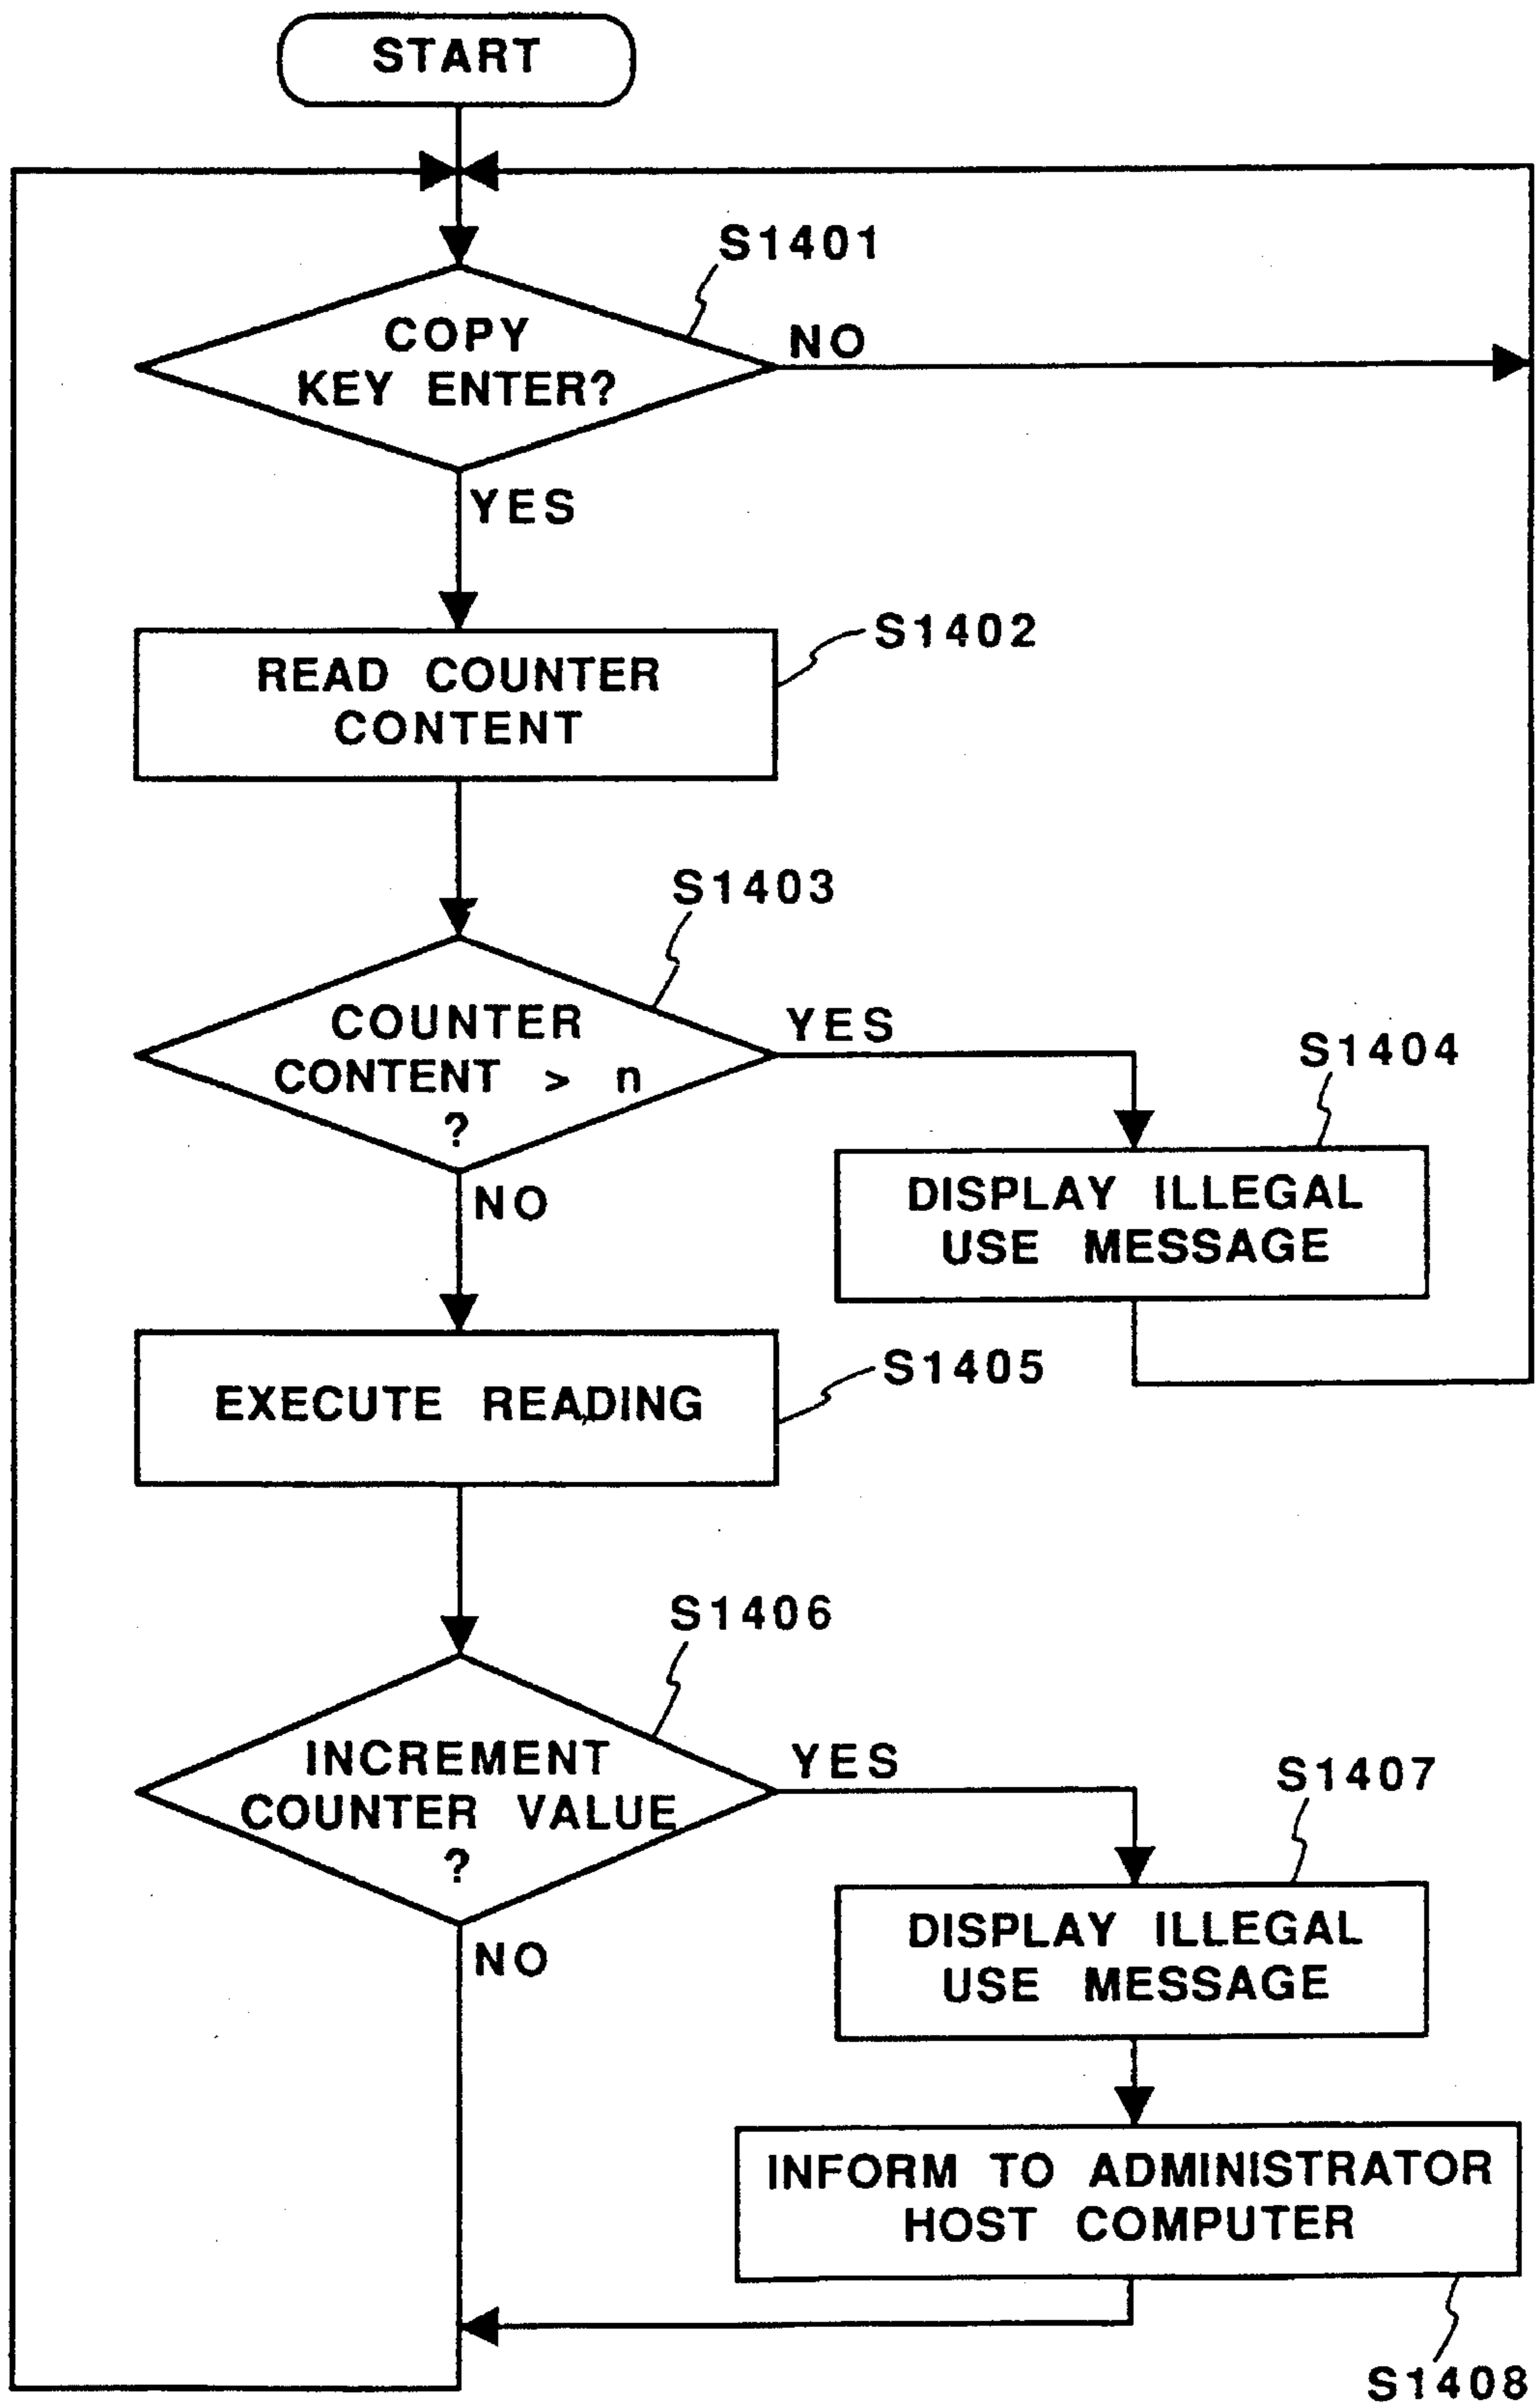 START
S1401
COPY
KEY ENTER?
NO
YES
READ COUNTER
CONTENT
S1402
S1403
COUNTER
CONTENT > n
?
YES
NO
S1404
DISPLAY ILLEGAL
USE MESSAGE
EXECUTE READING
S1405
S1406
INCREMENT
COUNTER VALUE
?
YES
NO
S1407
DISPLAY ILLEGAL
USE MESSAGE
INFORM TO ADMINISTRATOR
HOST COMPUTER
S1408